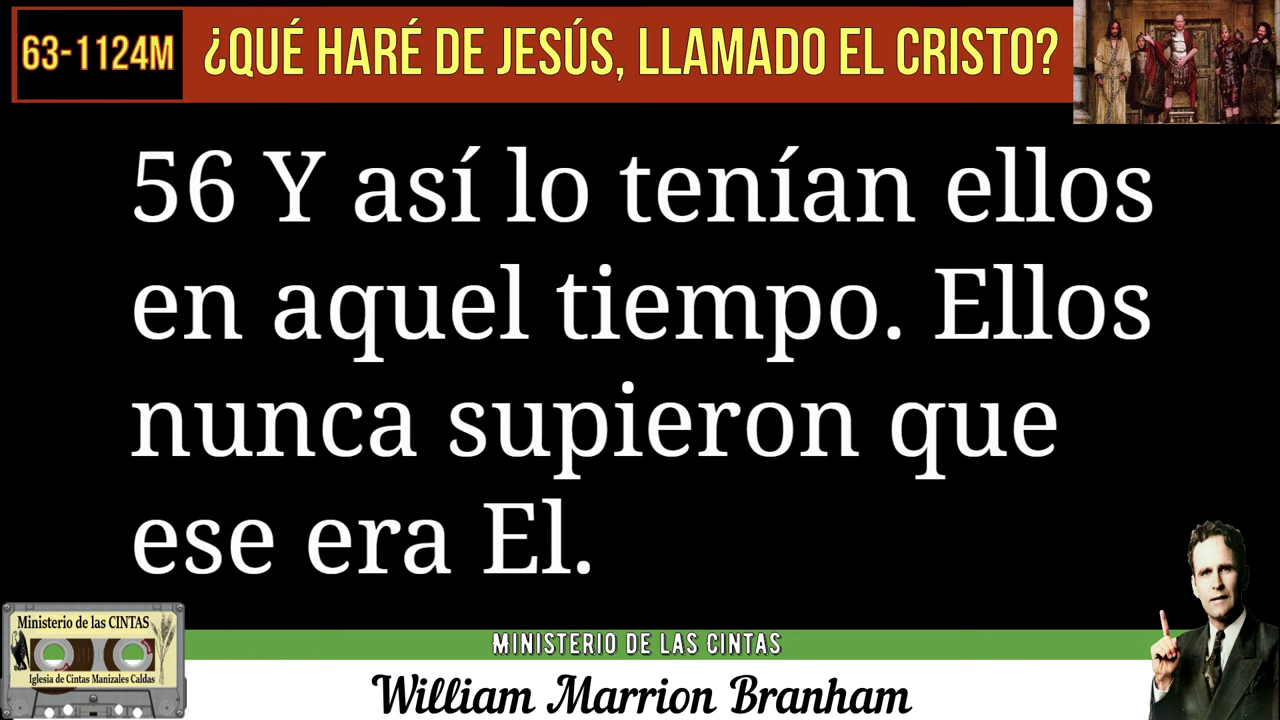 63-1124M ¿QUÉ HARÉ DE JESÚS, LLAMADO EL CRISTO?
56 Y así lo tenían ellos
en aquel tiempo. Ellos
nunca supieron que
ese era El.
Ministerio de las CINTAS
Iglesia de Cintas Manizales Caldas
MINISTERIO DE LAS CINTAS
William Marrion Branham